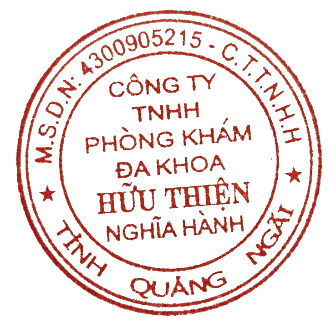 M.S.D.N: 4300905215 - C.T.T.N.H.H
CÔNG TY
TNHH
PHÒNG KHÁM
ĐA KHOA
HỮU THIỆN
NGHĨA HÀNH
★ TỈNH QUẢNG NGÃI ★